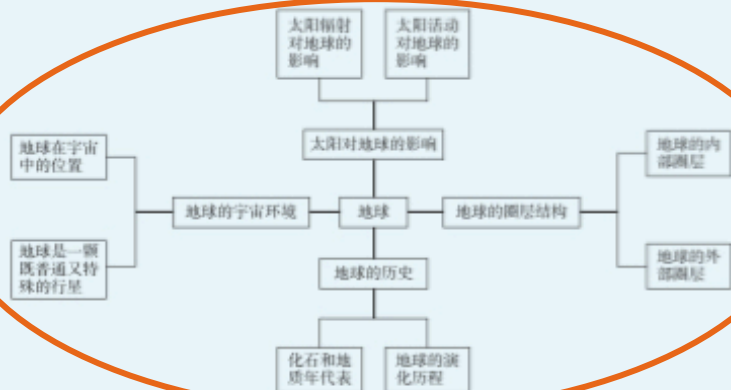 太阳辐射
对地球的
影响
太阳活动
对地球的
影响
太阳对地球的影响
地球在宇宙
中的位置
地球的内
部圈层
地球的宇宙环境
地球
地球的圈层结构
地球是一颗
既普通又特
殊的行星
地球的外
部圈层
地球的历史
化石和地
质年代表
地球的演
化历程